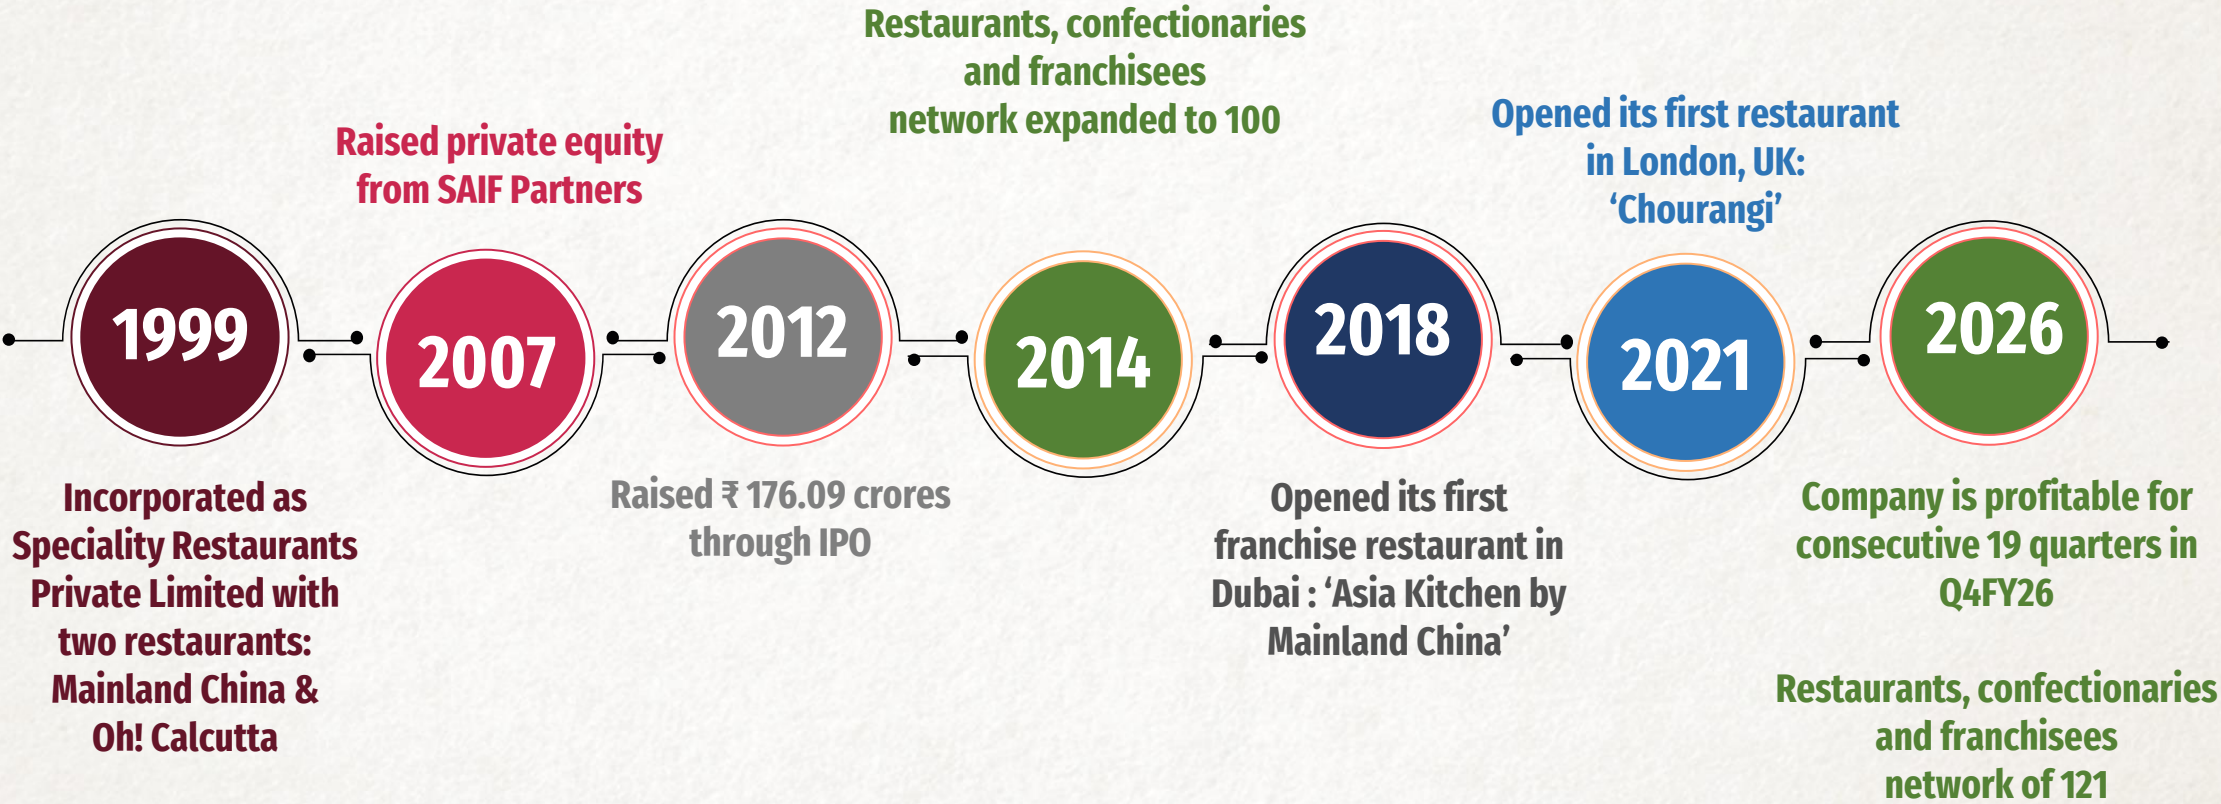 1999
Incorporated as
Speciality Restaurants
Private Limited with
two restaurants:
Mainland China &
Oh! Calcutta
Raised private equity
from SAIF Partners
2007
2012
Raised ₹ 176.09 crores
through IPO
Restaurants, confectionaries
and franchisees
network expanded to 100
2014
2018
Opened its first
franchise restaurant in
Dubai : ‘Asia Kitchen by
Mainland China’
Opened its first restaurant
in London, UK:
‘Chourangi’
2021
2026
Company is profitable for
consecutive 19 quarters in
Q4FY26
Restaurants, confectionaries
and franchisees
network of 121